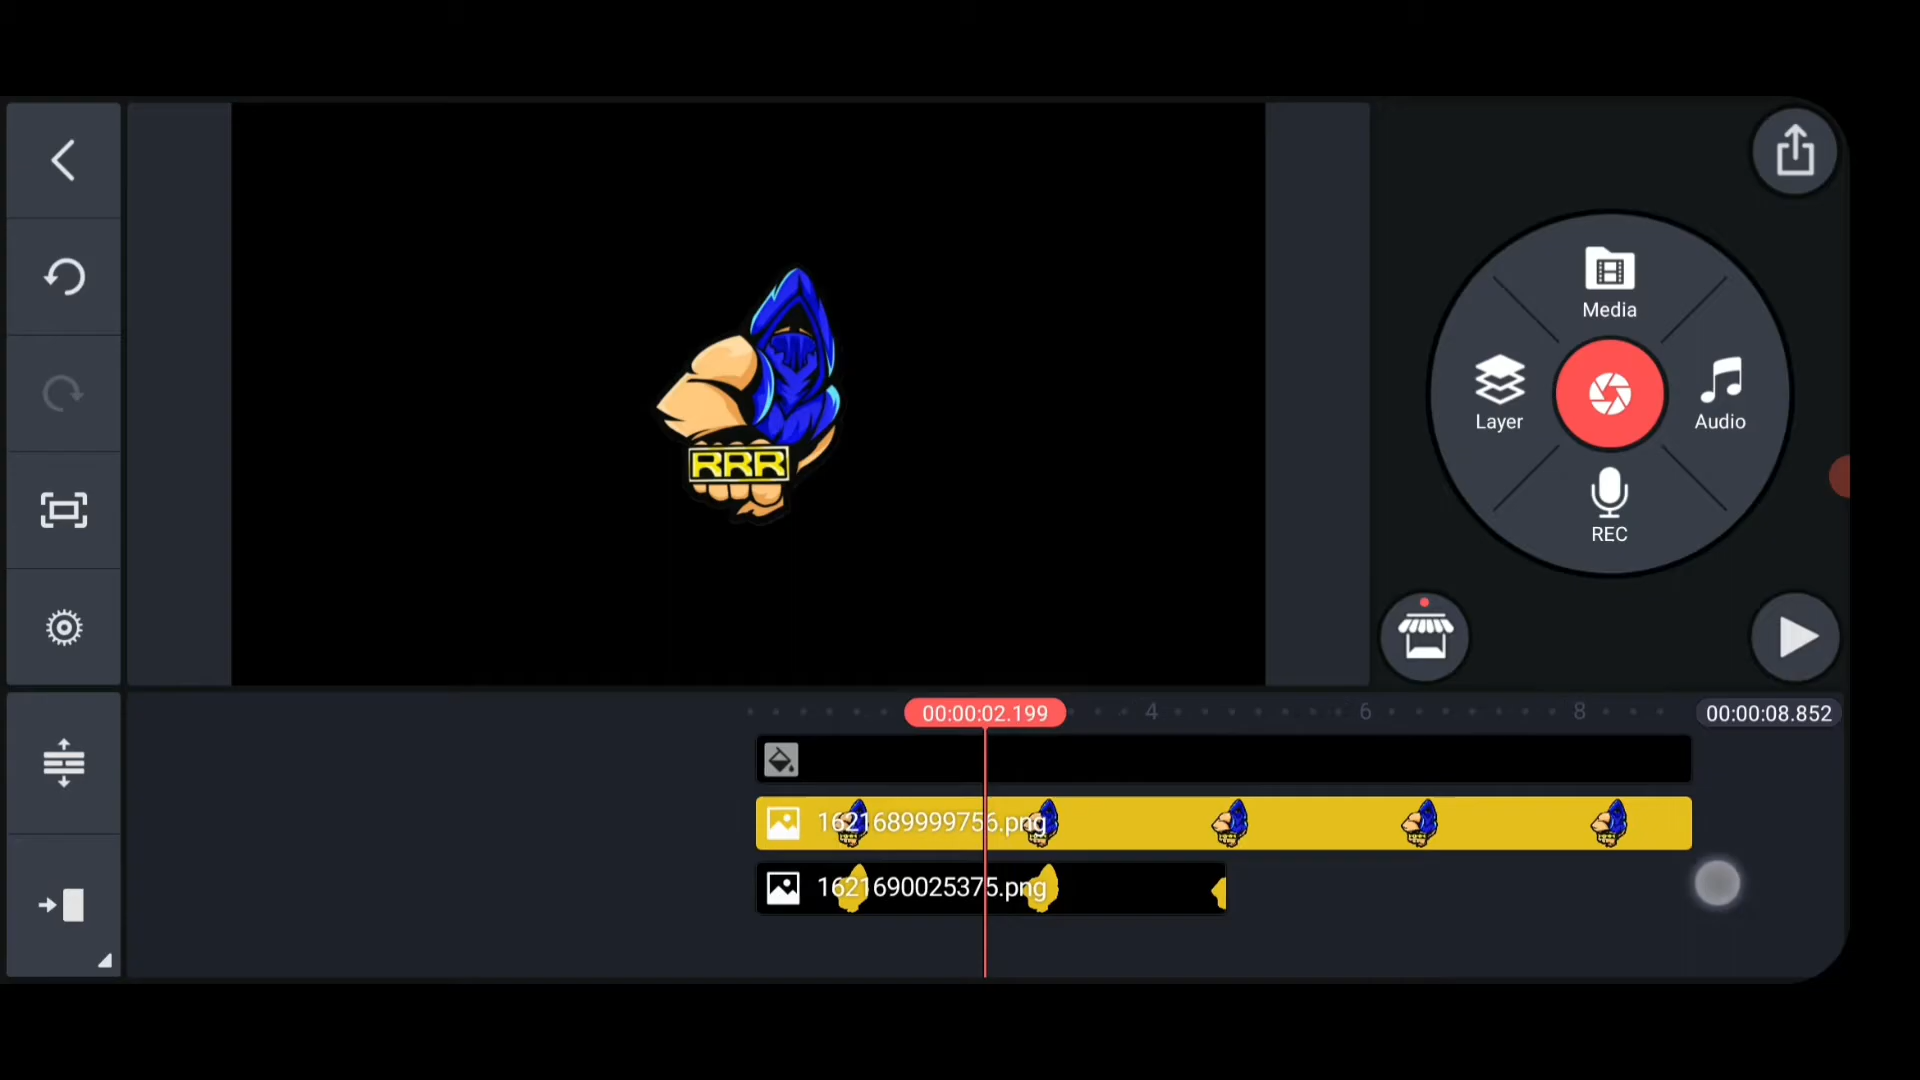 Media
Layer
Audio
REC
RRR
00:00:02.199
4
6
8
00:00:08.852
1621689999756.png
1621690025375.png